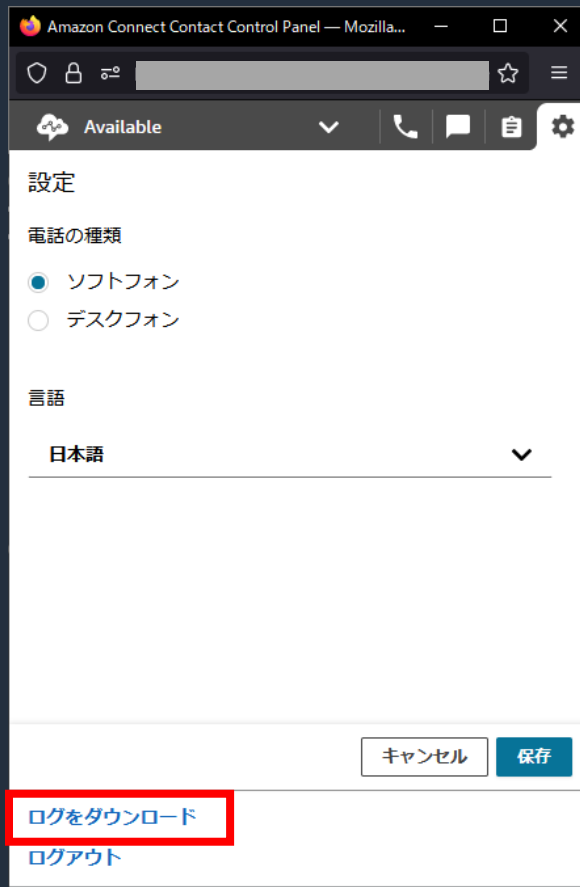 Amazon Connect Contact Control Panel — Mozilla...
Available
設定
電話の種類
ソフトフォン
デスクフォン
言語
日本語
キャンセル
保存
ログをダウンロード
ログアウト